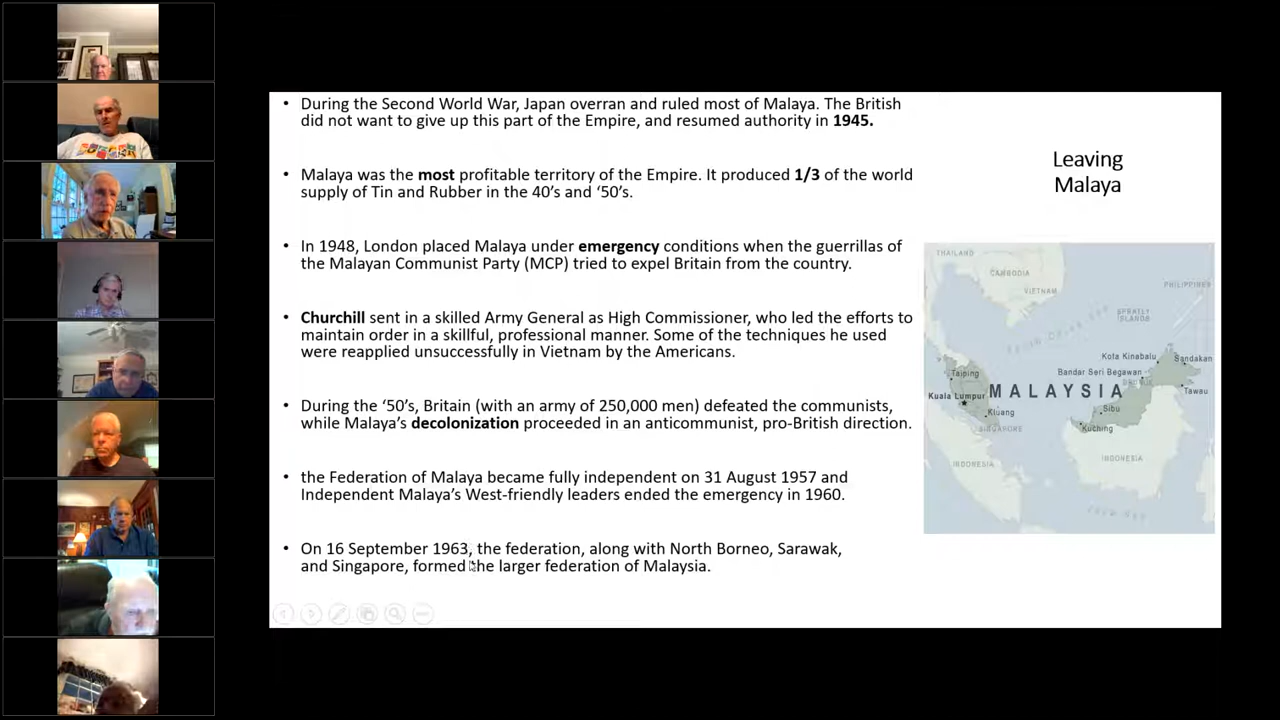 • During the Second World War, Japan overran and ruled most of Malaya. The British
did not want to give up this part of the Empire, and resumed authority in 1945.
• Malaya was the most profitable territory of the Empire. It produced 1/3 of the world
supply of Tin and Rubber in the 40's and '50's.
• In 1948, London placed Malaya under emergency conditions when the guerrillas of
the Malayan Communist Party (MCP) tried to expel Britain from the country.
• Churchill sent in a skilled Army General as High Commissioner, who led the efforts to
maintain order in a skillful, professional manner. Some of the techniques he used
were reapplied unsuccessfully in Vietnam by the Americans.
• During the '50's, Britain (with an army of 250,000 men) defeated the communists,
while Malaya's decolonization proceeded in an anticommunist, pro-British direction.
• the Federation of Malaya became fully independent on 31 August 1957 and
Independent Malaya's West-friendly leaders ended the emergency in 1960.
• On 16 September 1963, the federation, along with North Borneo, Sarawak,
and Singapore, formed the larger federation of Malaysia.
Leaving
Malaya
THAILAND
CAMBODIA
VIETNAM
PHILIPPINES
SPRATLY
ISLANDS
Kota Kinabalu
Sandakan
Taiping
Bandar Seri Begawan
Kuala Lumpur
MALAYSIA
Tawau
Kluang
Sibu
SINGAPORE
Kuching
INDONESIA
INDONESIA